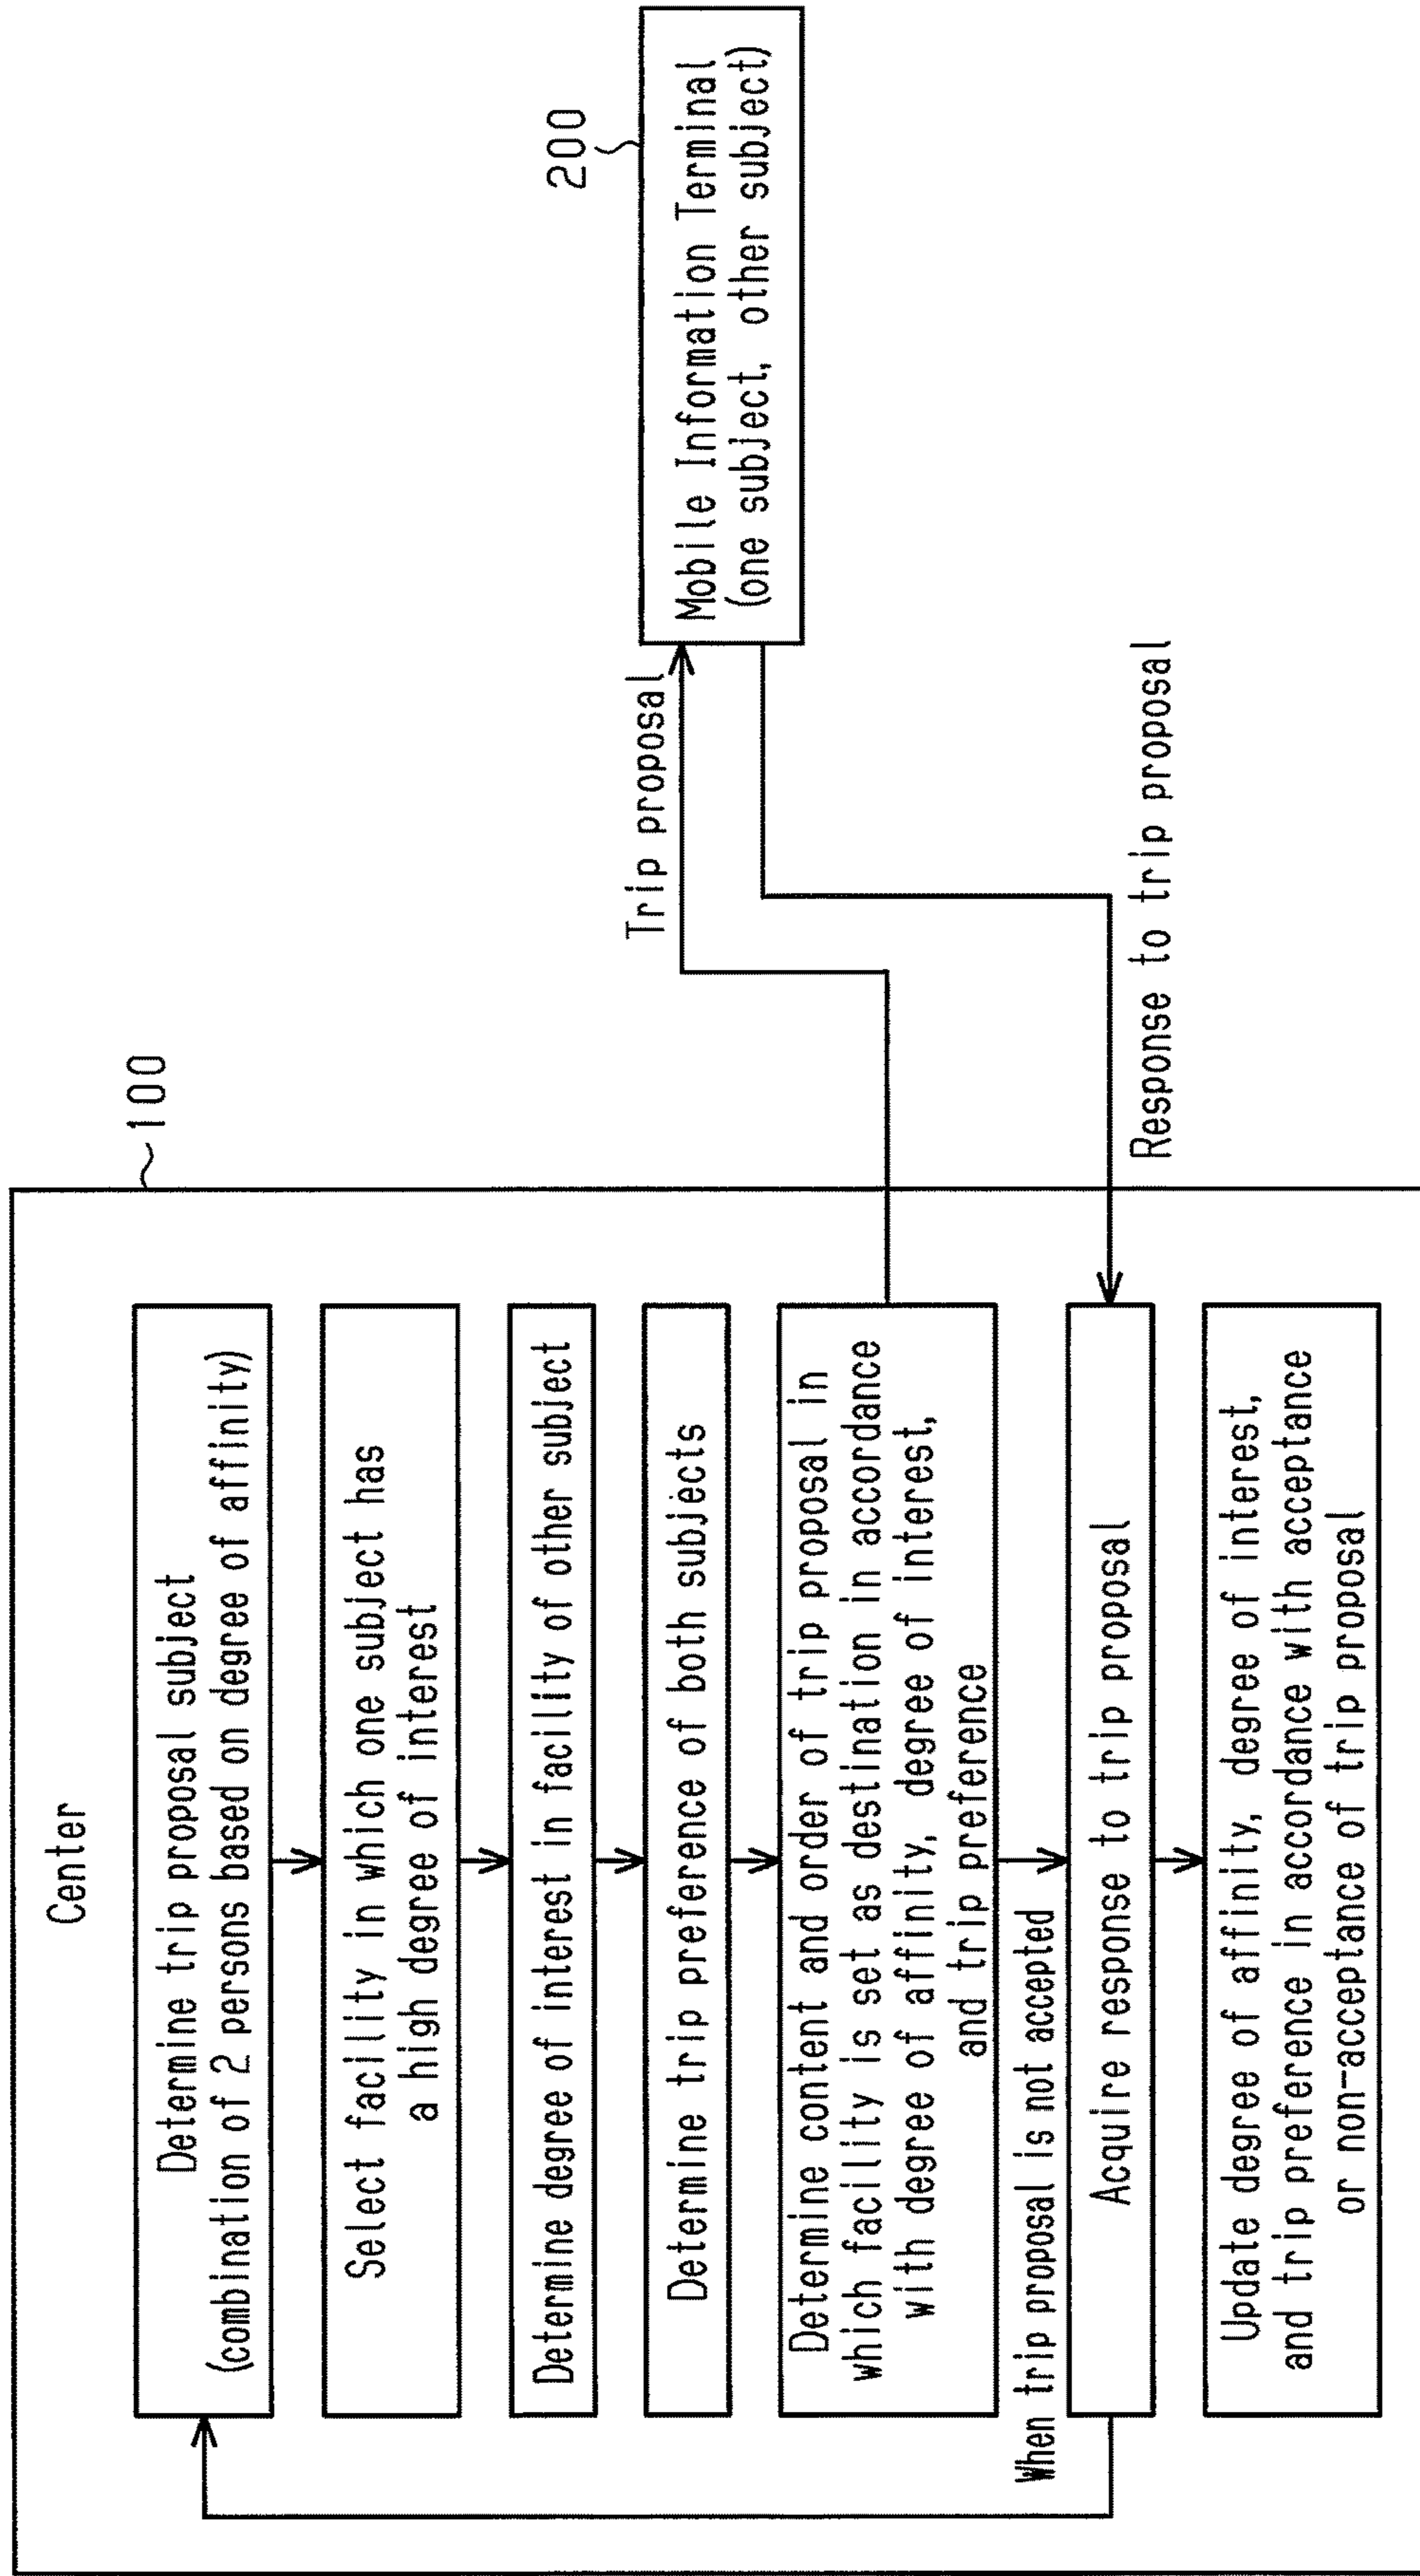 Center
100
Determine trip proposal subject
(combination of 2 persons based on degree of affinity)
Select facility in which one subject has
a high degree of interest
Determine degree of interest in facility of other subject
Determine trip preference of both subjects
Determine content and order of trip proposal in
which facility is set as destination in accordance
with degree of affinity, degree of interest,
and trip preference
When trip proposal is not accepted
Acquire response to trip proposal
Update degree of affinity, degree of interest,
and trip preference in accordance with acceptance
or non-acceptance of trip proposal
Trip proposal
Response to trip proposal
200
Mobile Information Terminal
(one subject, other subject)